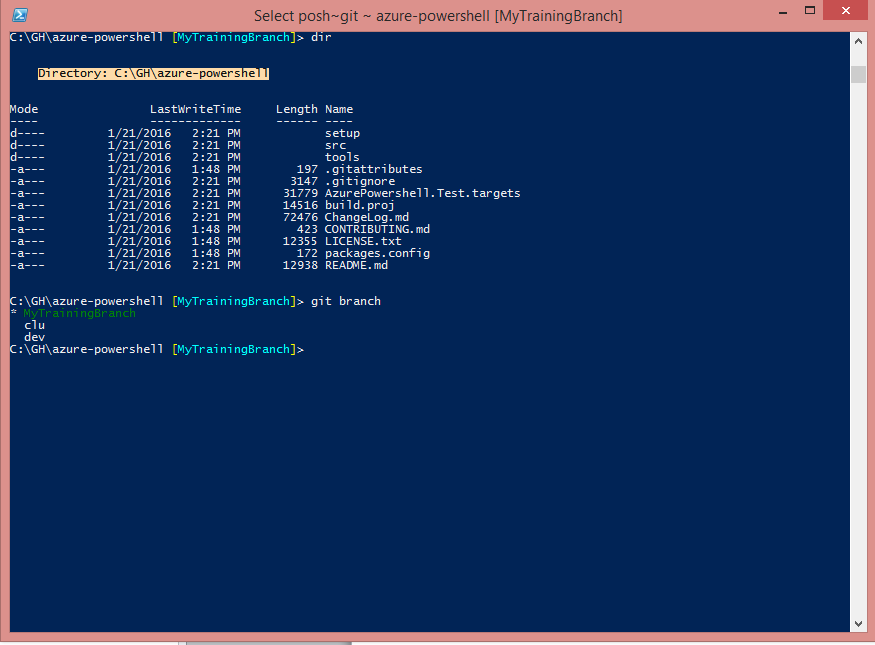 Select posh~git ~ azure-powershell [MyTrainingBranch]
C:\GH\azure-powershell [MyTrainingBranch]> dir
Directory: C:\GH\azure-powershell
Mode LastWriteTime Length Name
---- ------------- ------ ----
d---- 1/21/2016 2:21 PM setup
d---- 1/21/2016 2:21 PM src
d---- 1/21/2016 2:21 PM tools
-a--- 1/21/2016 1:48 PM 197 .gitattributes
-a--- 1/21/2016 2:21 PM 3147 .gitignore
-a--- 1/21/2016 2:21 PM 31779 AzurePowershell.Test.targets
-a--- 1/21/2016 2:21 PM 14516 build.proj
-a--- 1/21/2016 2:21 PM 72476 ChangeLog.md
-a--- 1/21/2016 1:48 PM 423 CONTRIBUTING.md
-a--- 1/21/2016 1:48 PM 12355 LICENSE.txt
-a--- 1/21/2016 1:48 PM 172 packages.config
-a--- 1/21/2016 2:21 PM 12938 README.md
C:\GH\azure-powershell [MyTrainingBranch]> git branch
* MyTrainingBranch
clu
dev
C:\GH\azure-powershell [MyTrainingBranch]>